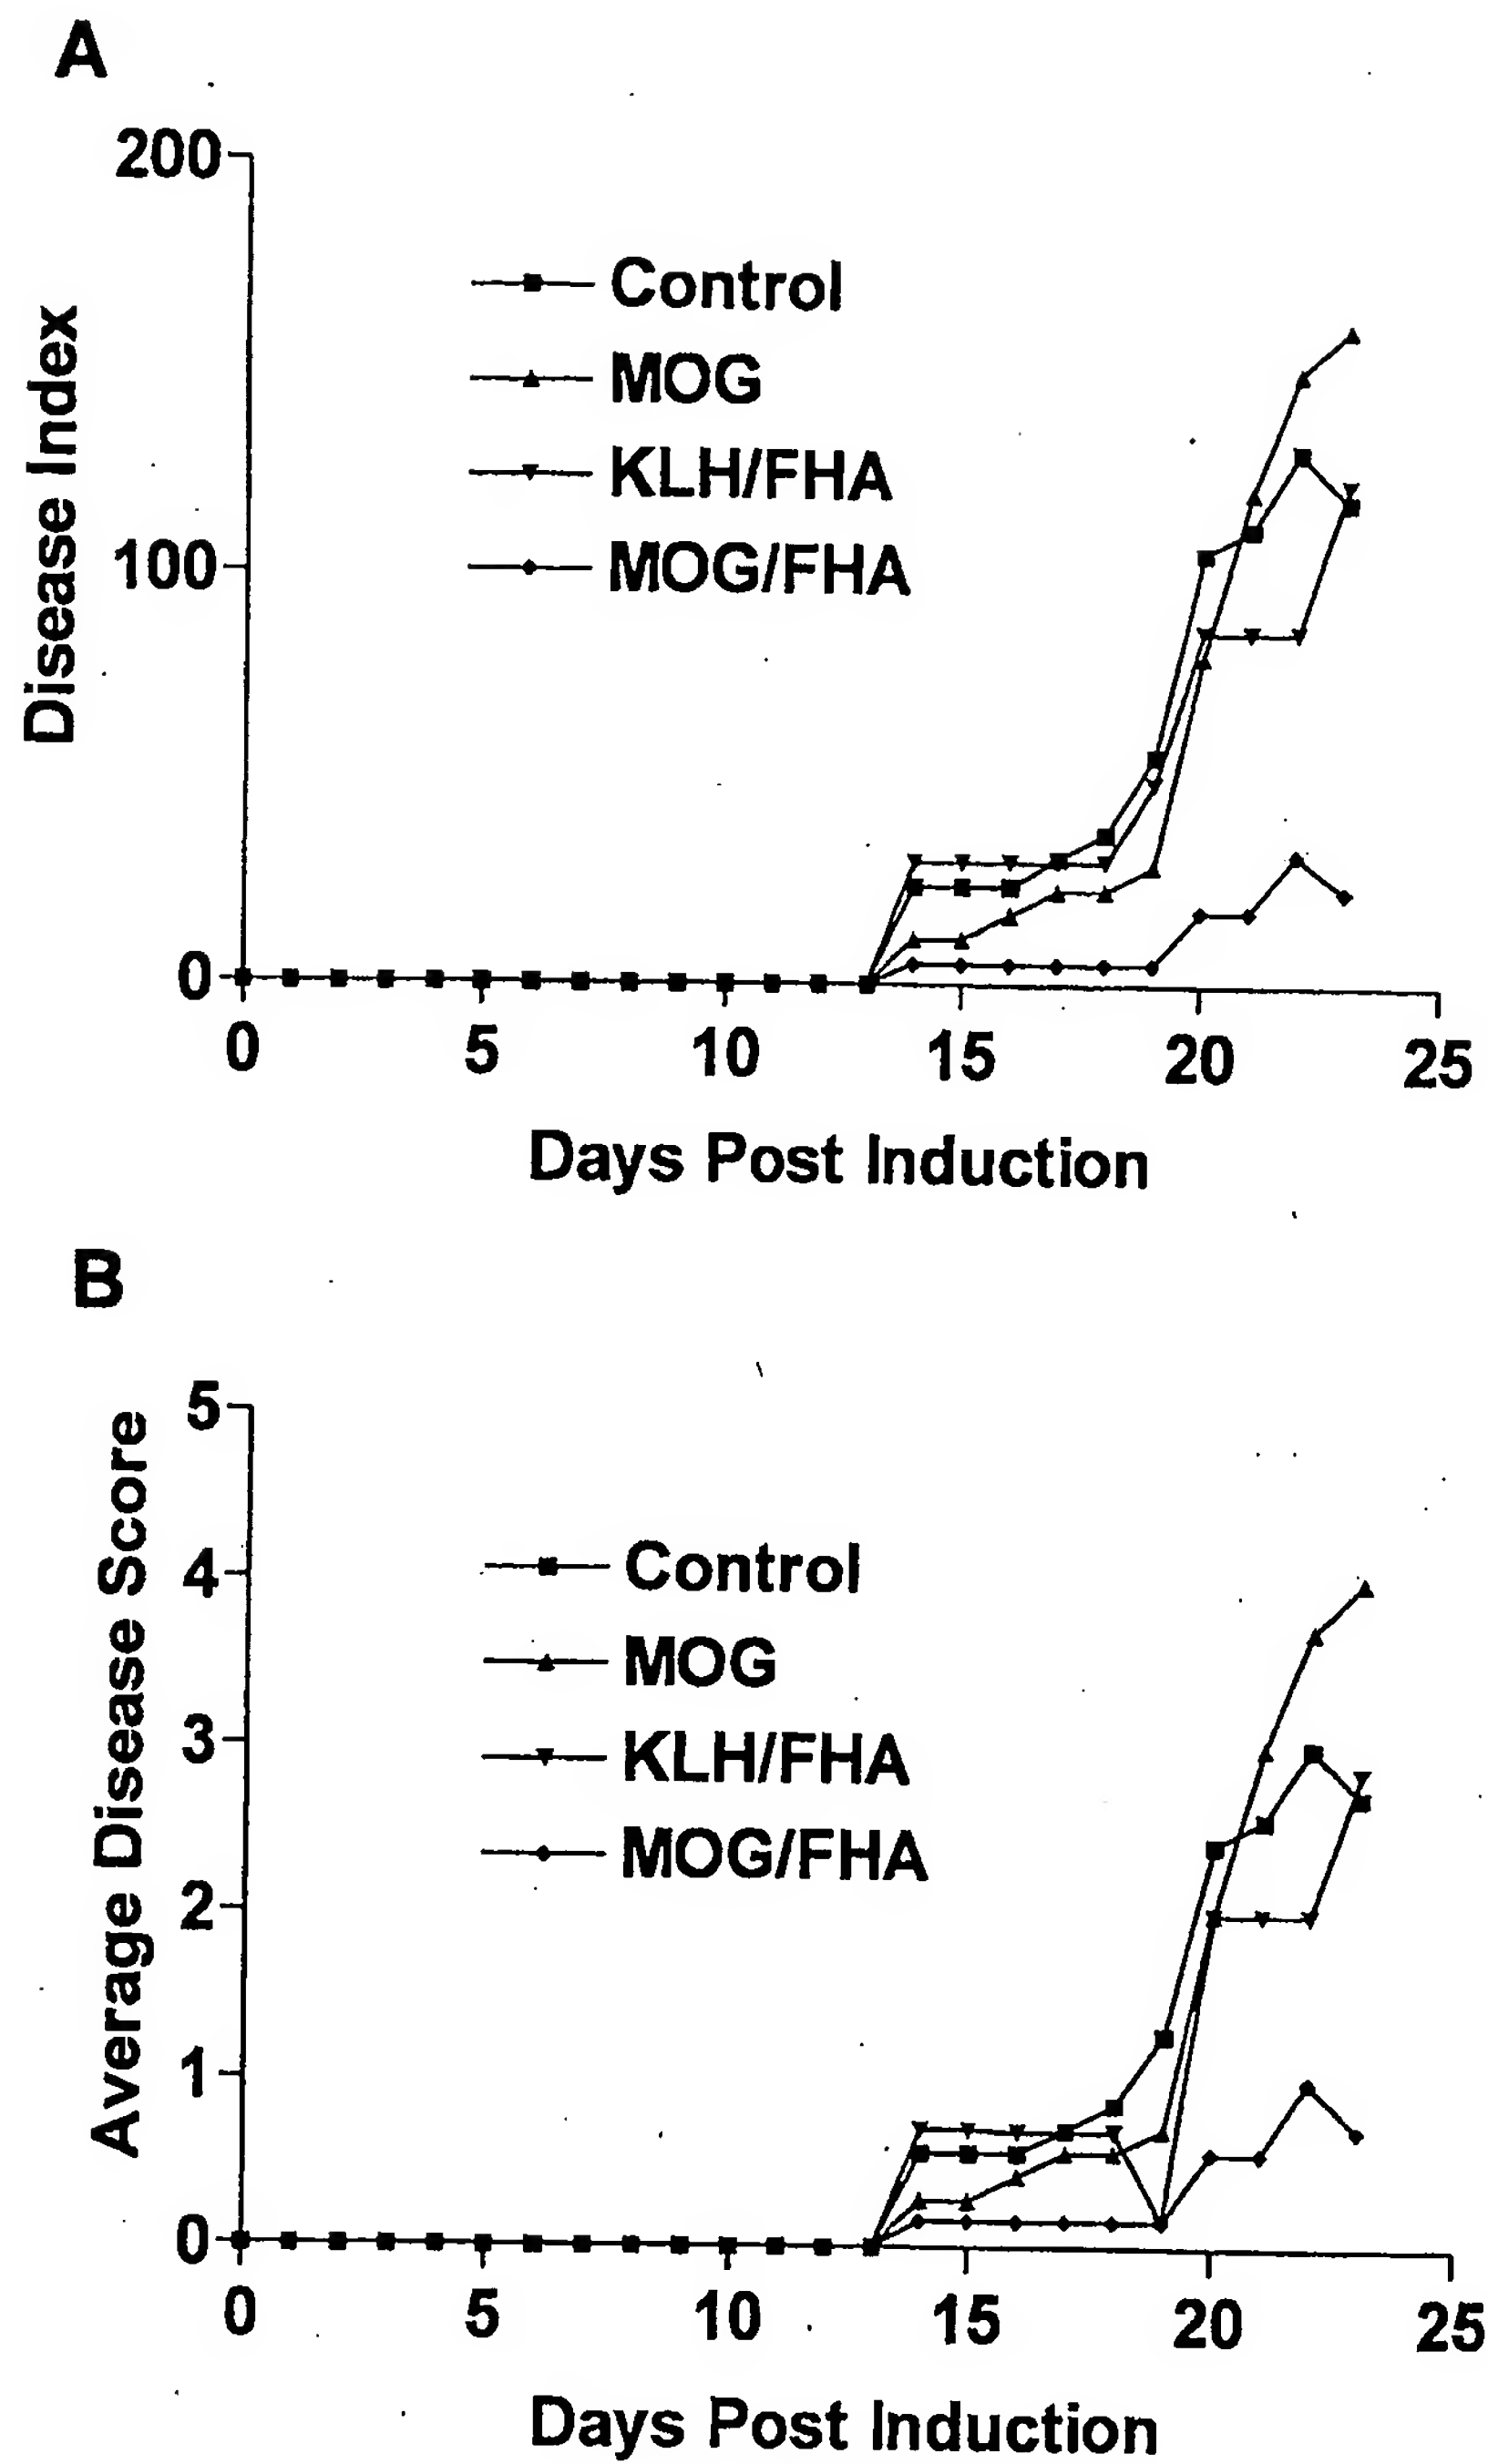 A
200
100
0
Disease Index
Control
MOG
KLH/FHA
MOG/FHA
0 5 10 15 20 25
Days Post Induction
B
5
4
3
2
1
0
Average Disease Score
Control
MOG
KLH/FHA
MOG/FHA
0 5 10 15 20 25
Days Post Induction